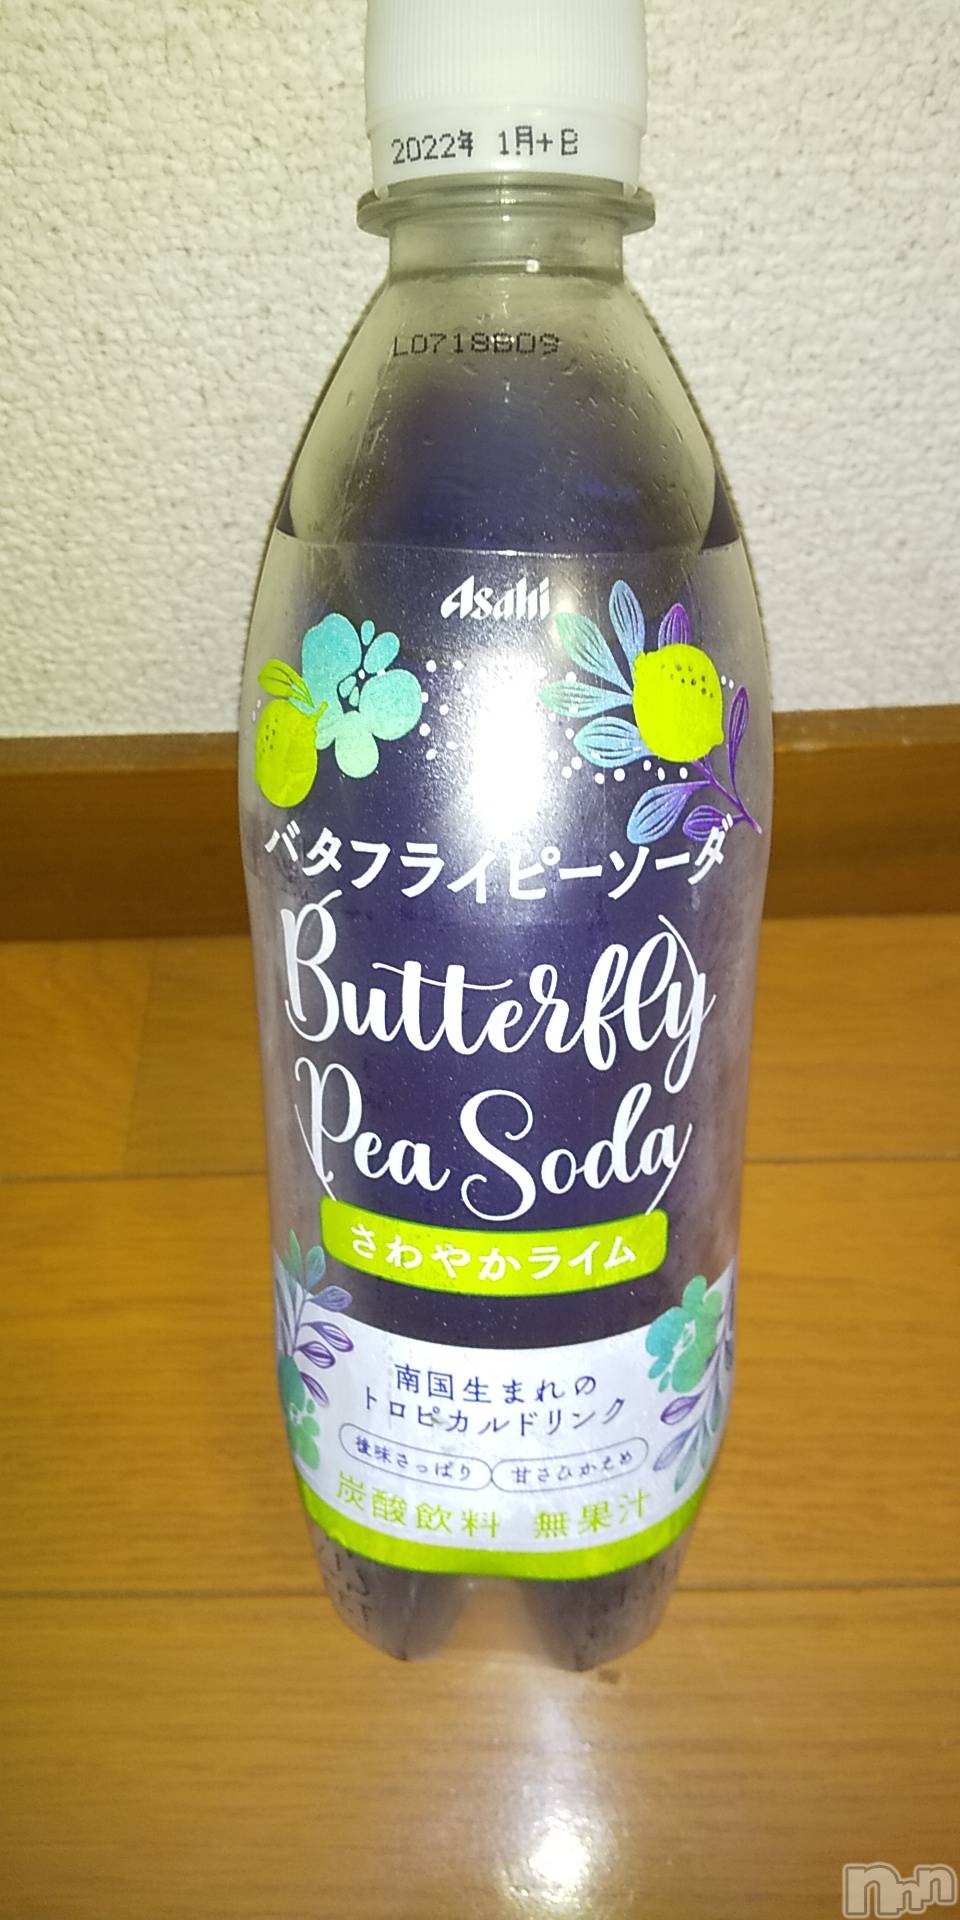 2022年 1月+B
L0718B09
Asahi
バタフライピーソーダ
Butterfly
Pea Soda
さわやかライム
南国生まれの
トロピカルドリンク
後味さっぱり 甘さひかえめ
炭酸飲料 無果汁
nnn